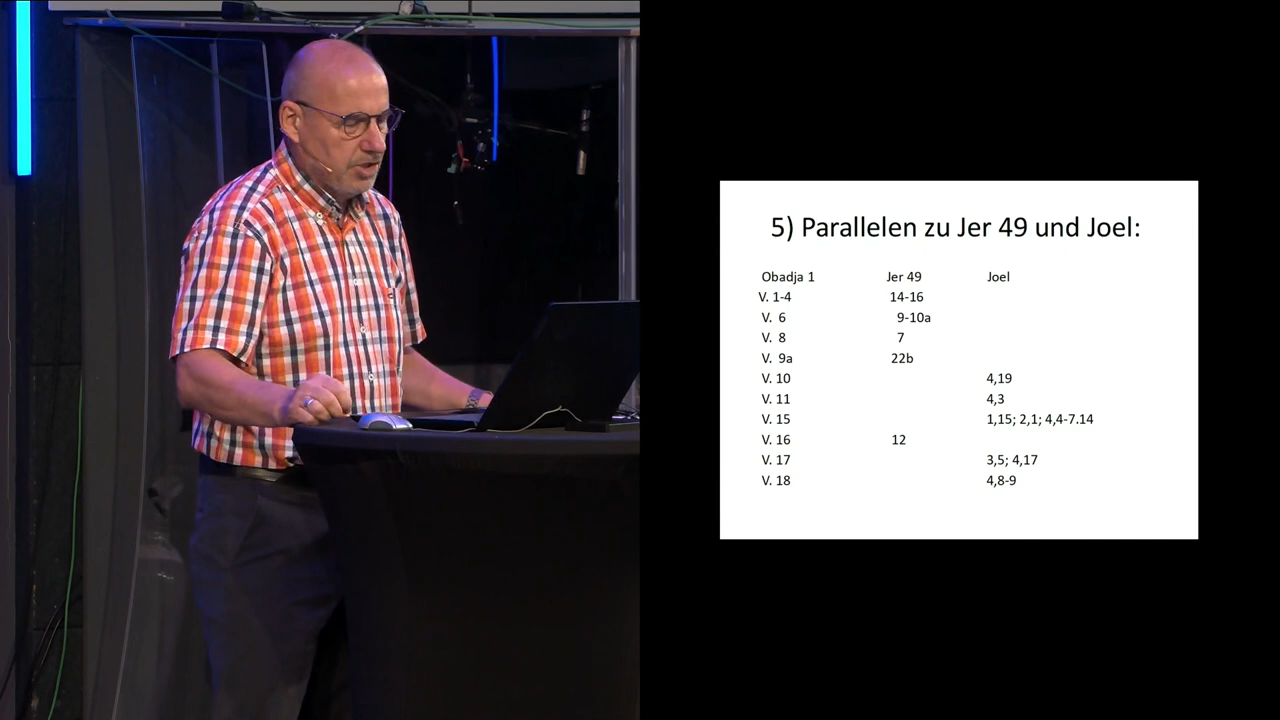 5) Parallelen zu Jer 49 und Joel:
Obadja 1 Jer 49 Joel
V. 1-4 14-16
V. 6 9-10a
V. 8 7
V. 9a 22b
V. 10 4,19
V. 11 4,3
V. 15 1,15; 2,1; 4,4-7.14
V. 16 12
V. 17 3,5; 4,17
V. 18 4,8-9